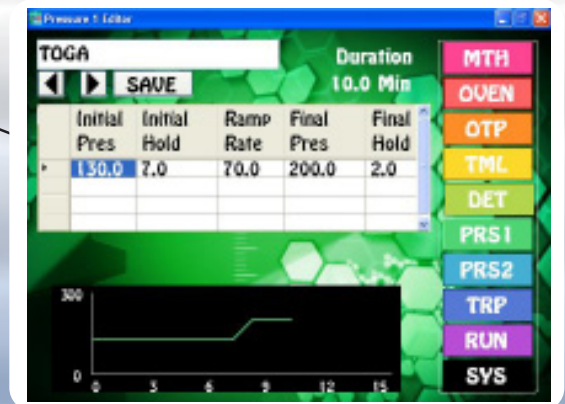 Pressure 1 Editor
TOGA
Duration
10.0 Min
SAVE
Initial Pres Initial Hold Ramp Rate Final Pres Final Hold
130.0 7.0 70.0 200.0 2.0
MTH
OVEN
OTP
TML
DET
PRS1
PRS2
TRP
RUN
SYS
300
0
0 3 6 9 12 15